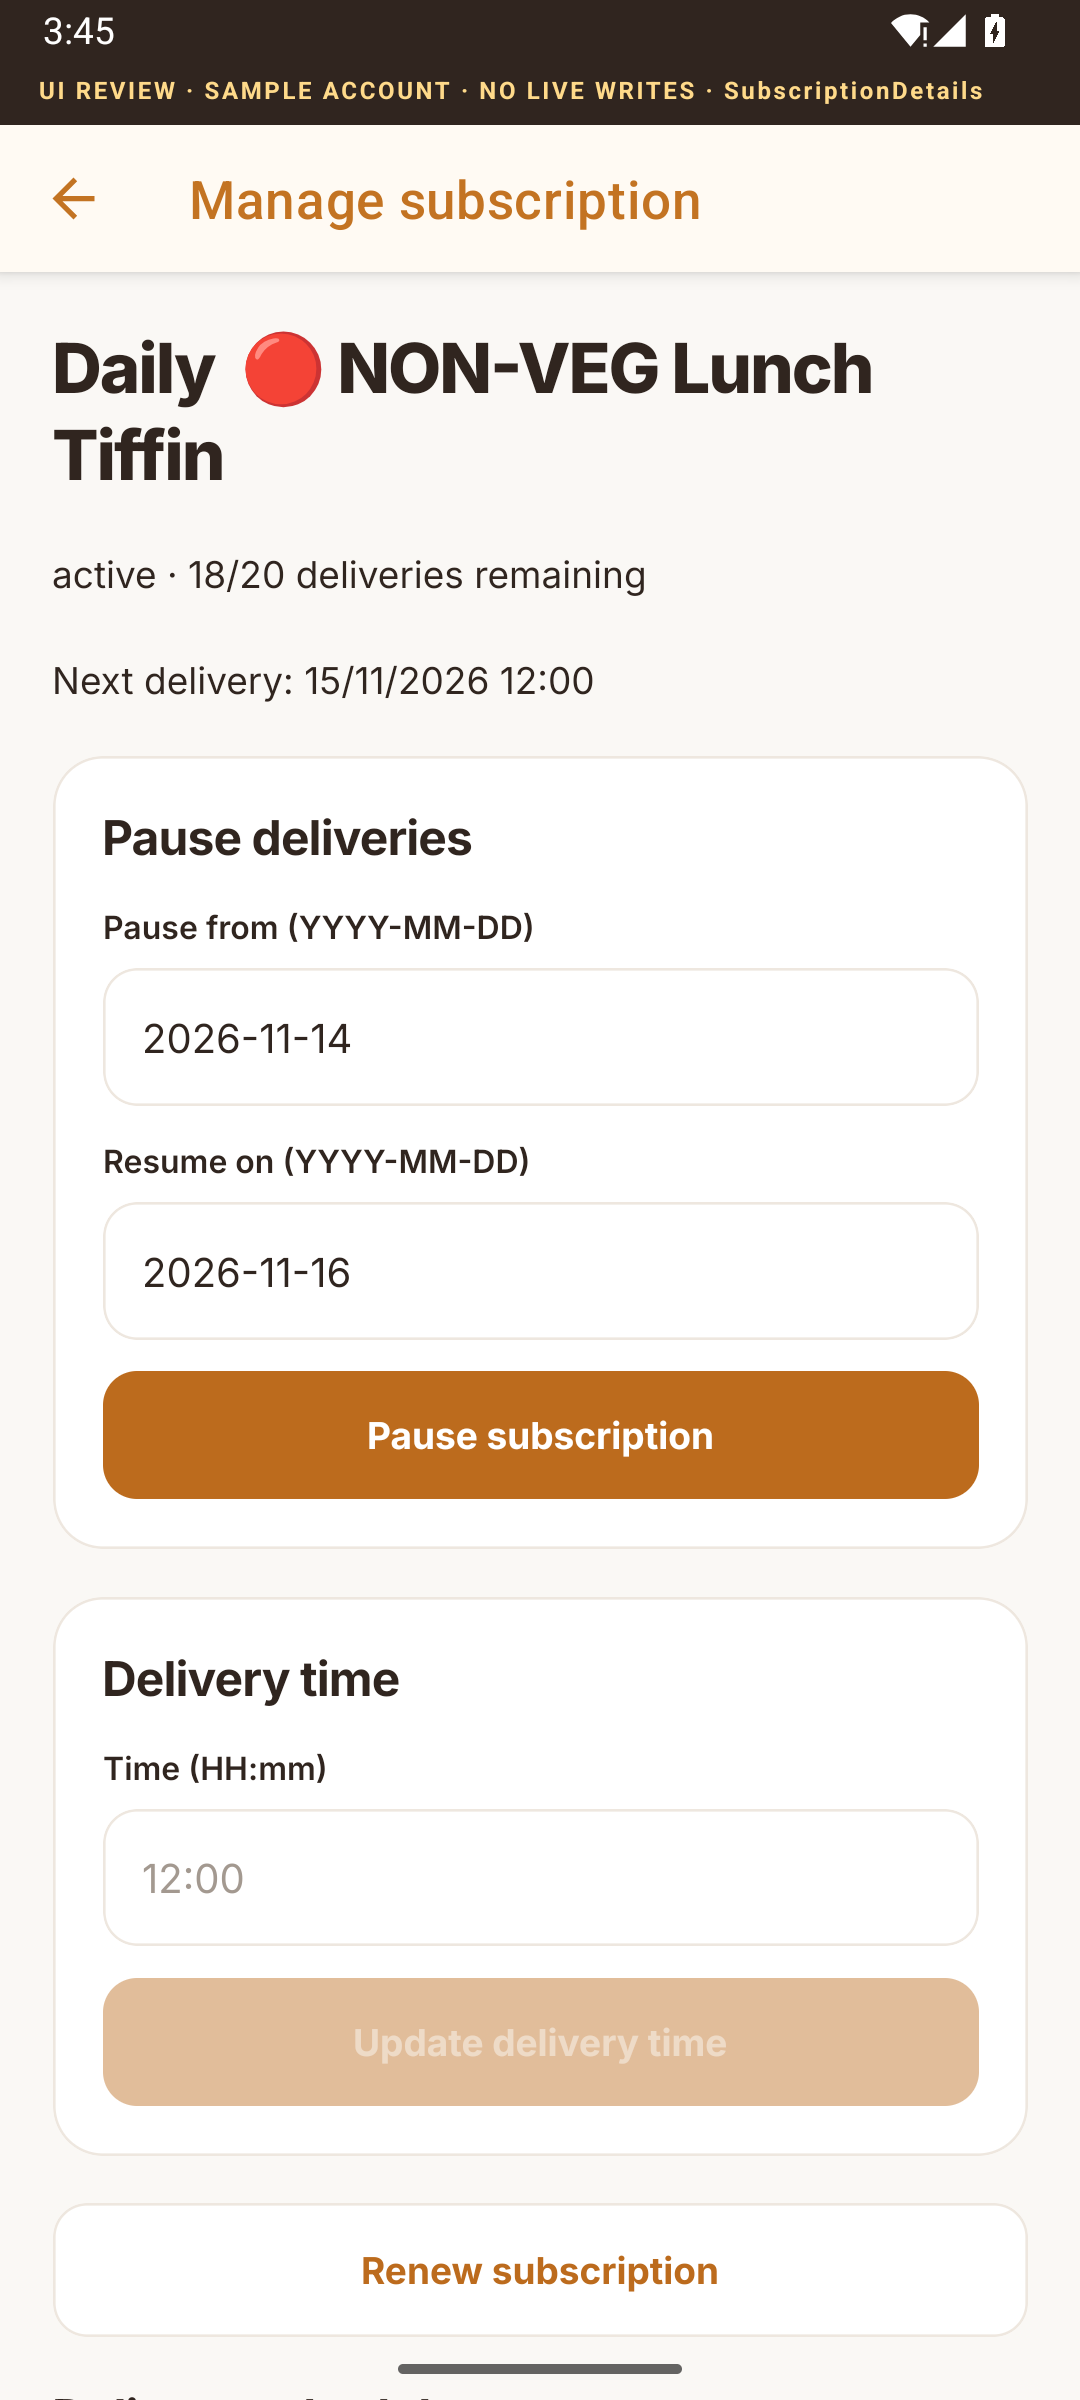 3:45
UI REVIEW · SAMPLE ACCOUNT · NO LIVE WRITES · SubscriptionDetails
Manage subscription
Daily 🔴 NON-VEG Lunch
Tiffin
active · 18/20 deliveries remaining
Next delivery: 15/11/2026 12:00
Pause deliveries
Pause from (YYYY-MM-DD)
2026-11-14
Resume on (YYYY-MM-DD)
2026-11-16
Pause subscription
Delivery time
Time (HH:mm)
12:00
Update delivery time
Renew subscription